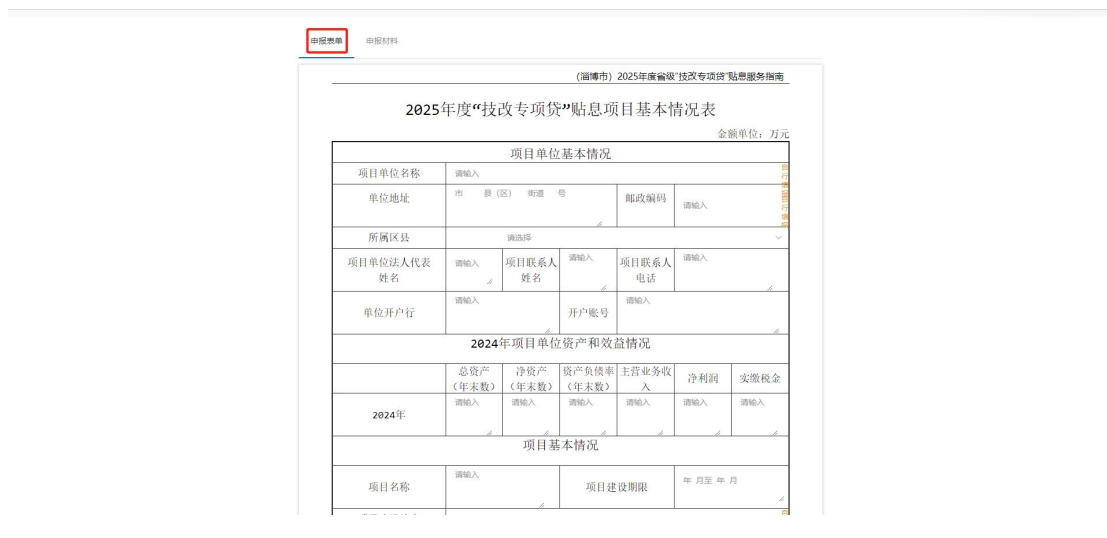 申报表单 申报材料
(淄博市) 2025年度省级"技改专项贷"贴息服务指南
2025年度“技改专项贷”贴息项目基本情况表
金额单位：万元
项目单位基本情况
项目单位名称 请输入
单位地址 市 县（区） 街道 号 邮政编码 请输入
所属区县 请选择
项目单位法人代表姓名 请输入 项目联系人姓名 请输入 项目联系人电话 请输入
单位开户行 请输入 开户账号 请输入
2024年项目单位资产和效益情况
总资产（年末数） 净资产（年末数） 资产负债率（年末数） 主营业务收入 净利润 实缴税金
2024年 请输入 请输入 请输入 请输入 请输入 请输入
项目基本情况
项目名称 请输入 项目建设期限 年 月至 年 月